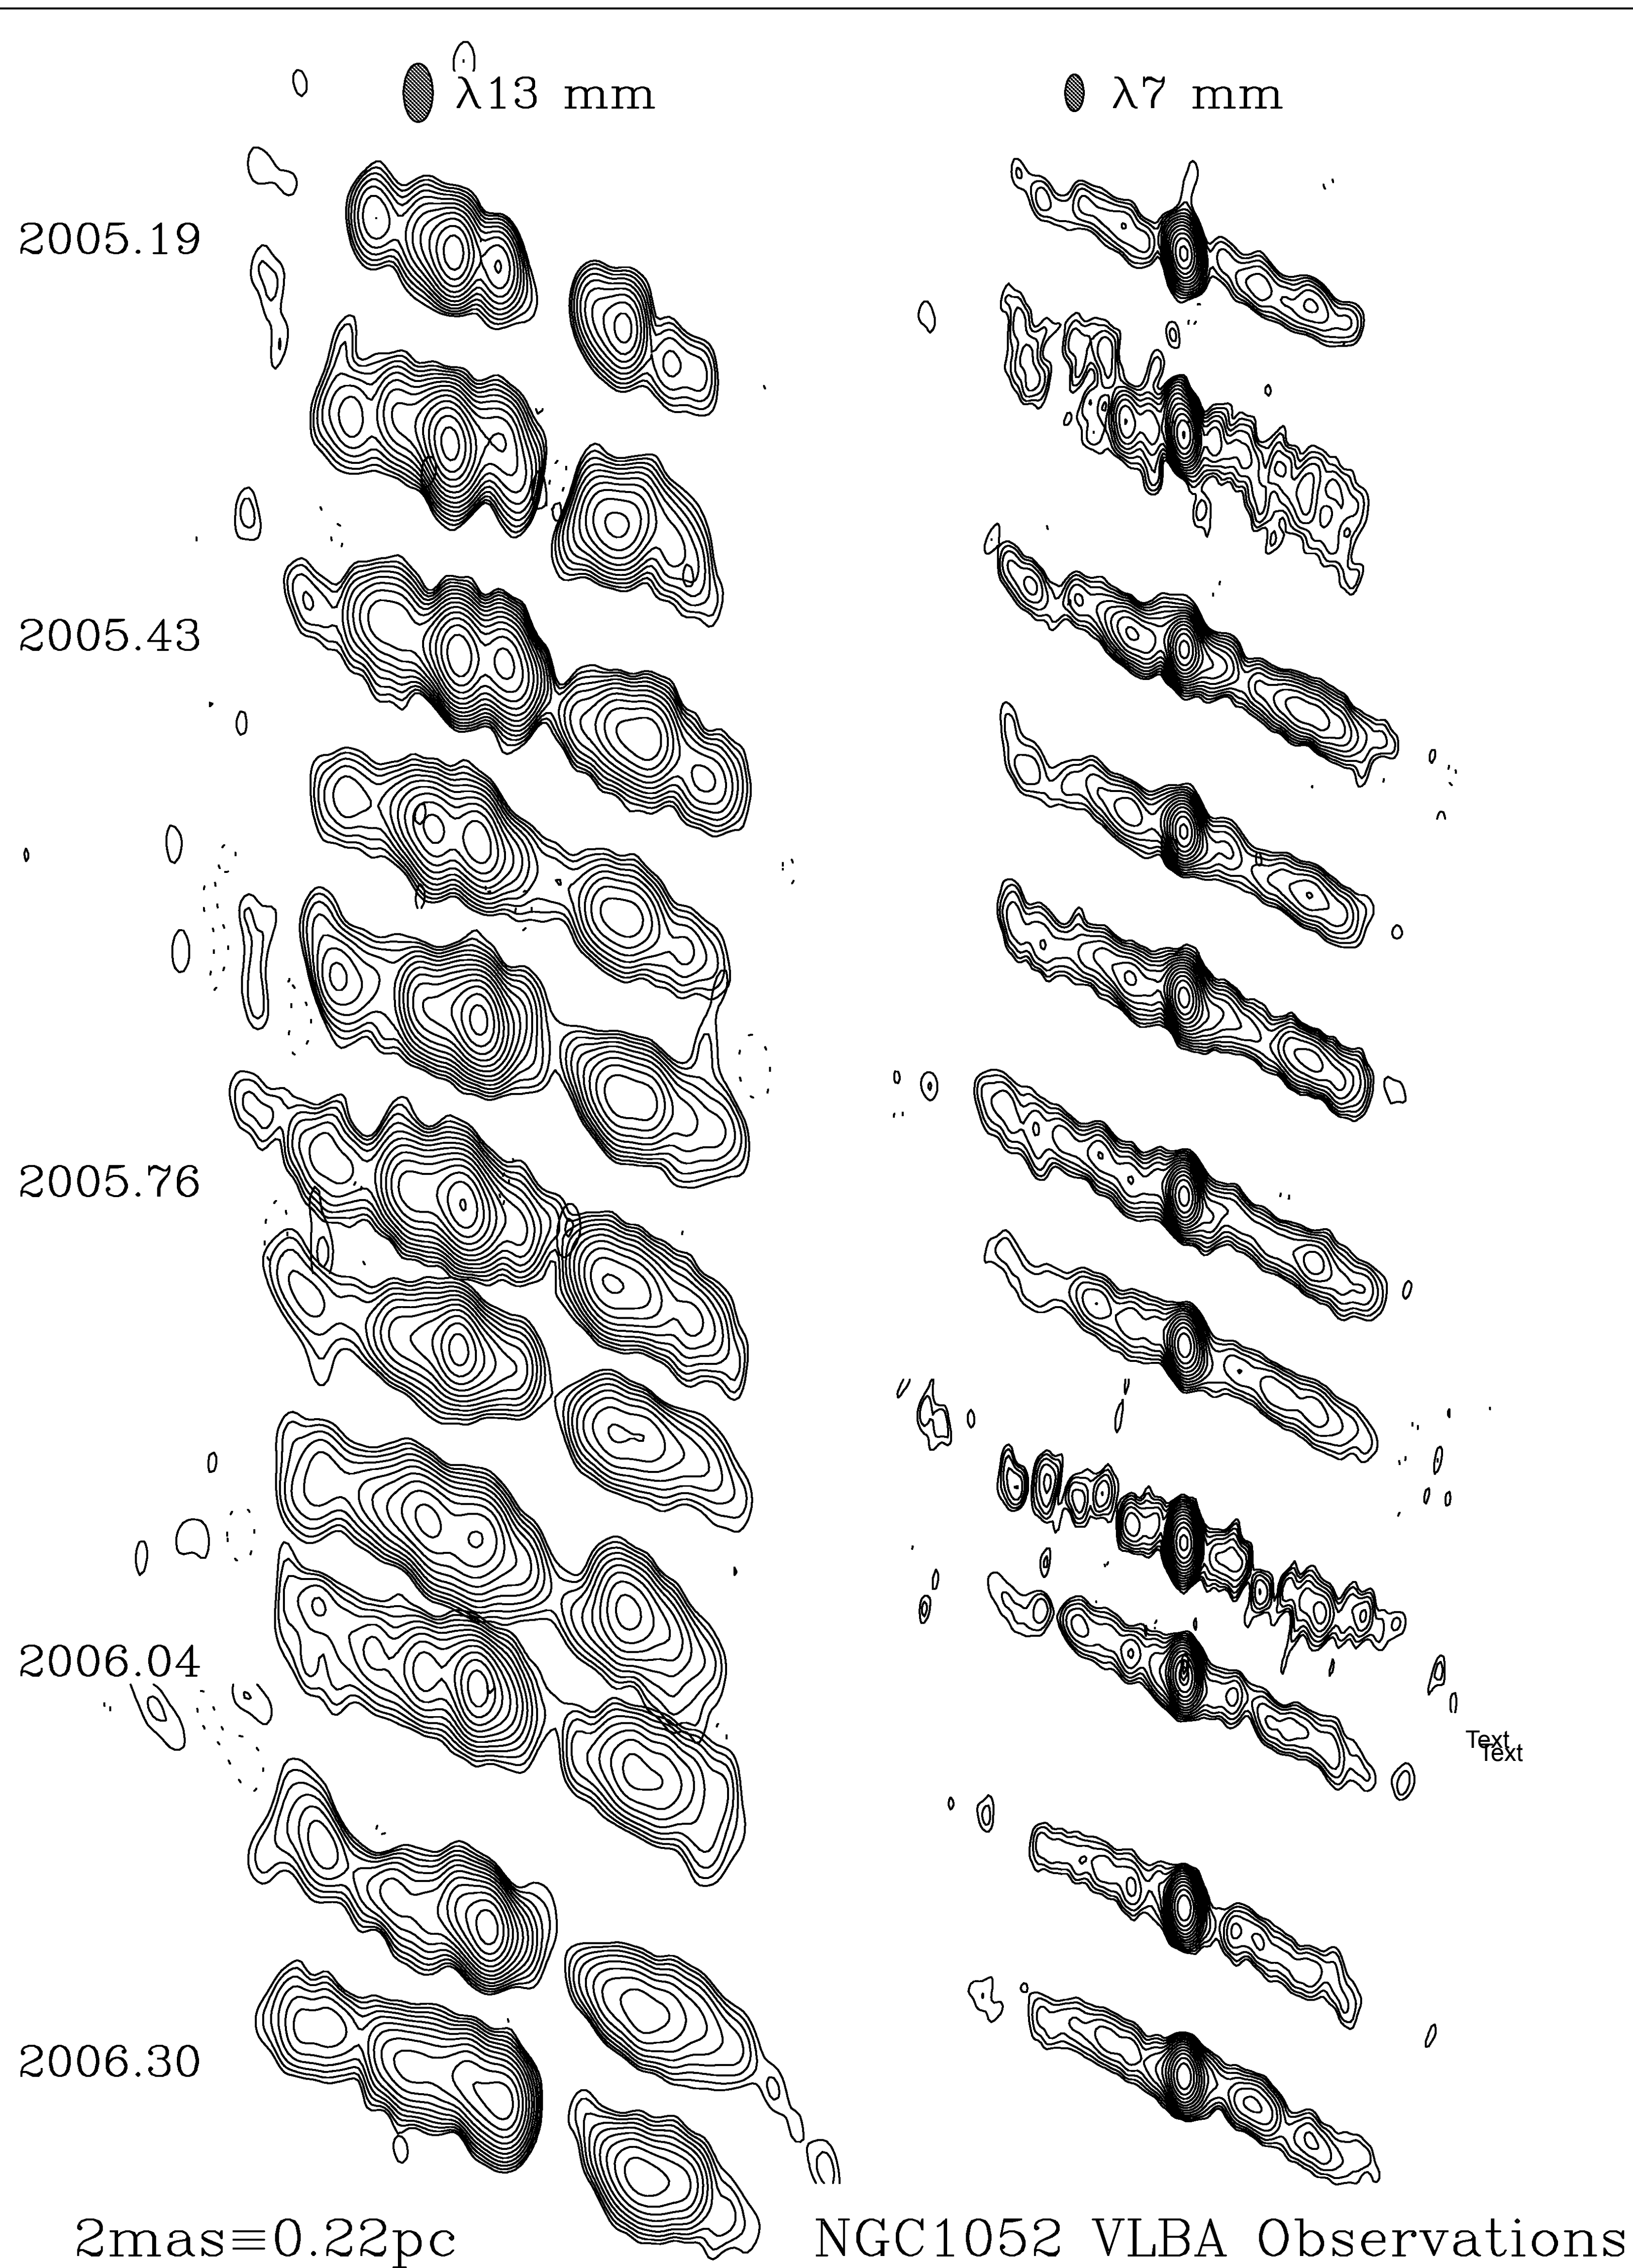 λ13 mm
λ7 mm
2005.19
2005.43
2005.76
2006.04
Text
Text
2006.30
2mas≡0.22pc
NGC1052 VLBA Observations